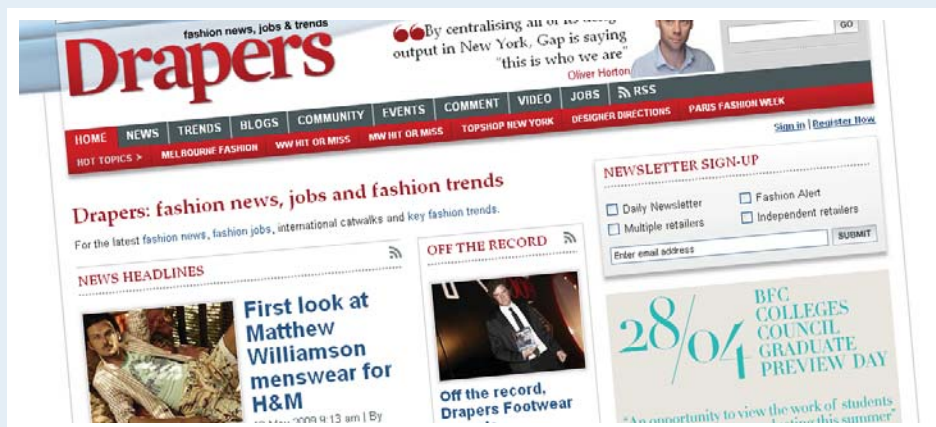 fashion news, jobs & trends
Drapers
By centralising all of its
output in New York, Gap is saying
"this is who we are"
Oliver Horton
GO
HOME NEWS TRENDS BLOGS COMMUNITY EVENTS COMMENT VIDEO JOBS RSS
HOT TOPICS > MELBOURNE FASHION WW HIT OR MISS MW HIT OR MISS TOPSHOP NEW YORK DESIGNER DIRECTIONS PARIS FASHION WEEK
Sign in | Register Now
Drapers: fashion news, jobs and fashion trends
For the latest fashion news, fashion jobs, international catwalks and key fashion trends.
NEWS HEADLINES
First look at
Matthew
Williamson
menswear for
H&M
May 2009 9:13 am | By
OFF THE RECORD
Off the record,
Drapers Footwear
NEWSLETTER SIGN-UP
Daily Newsletter Fashion Alert
Multiple retailers Independent retailers
Enter email address SUBMIT
28/04
BFC
COLLEGES
COUNCIL
GRADUATE
PREVIEW DAY
"An opportunity to view the work of students
this summer"